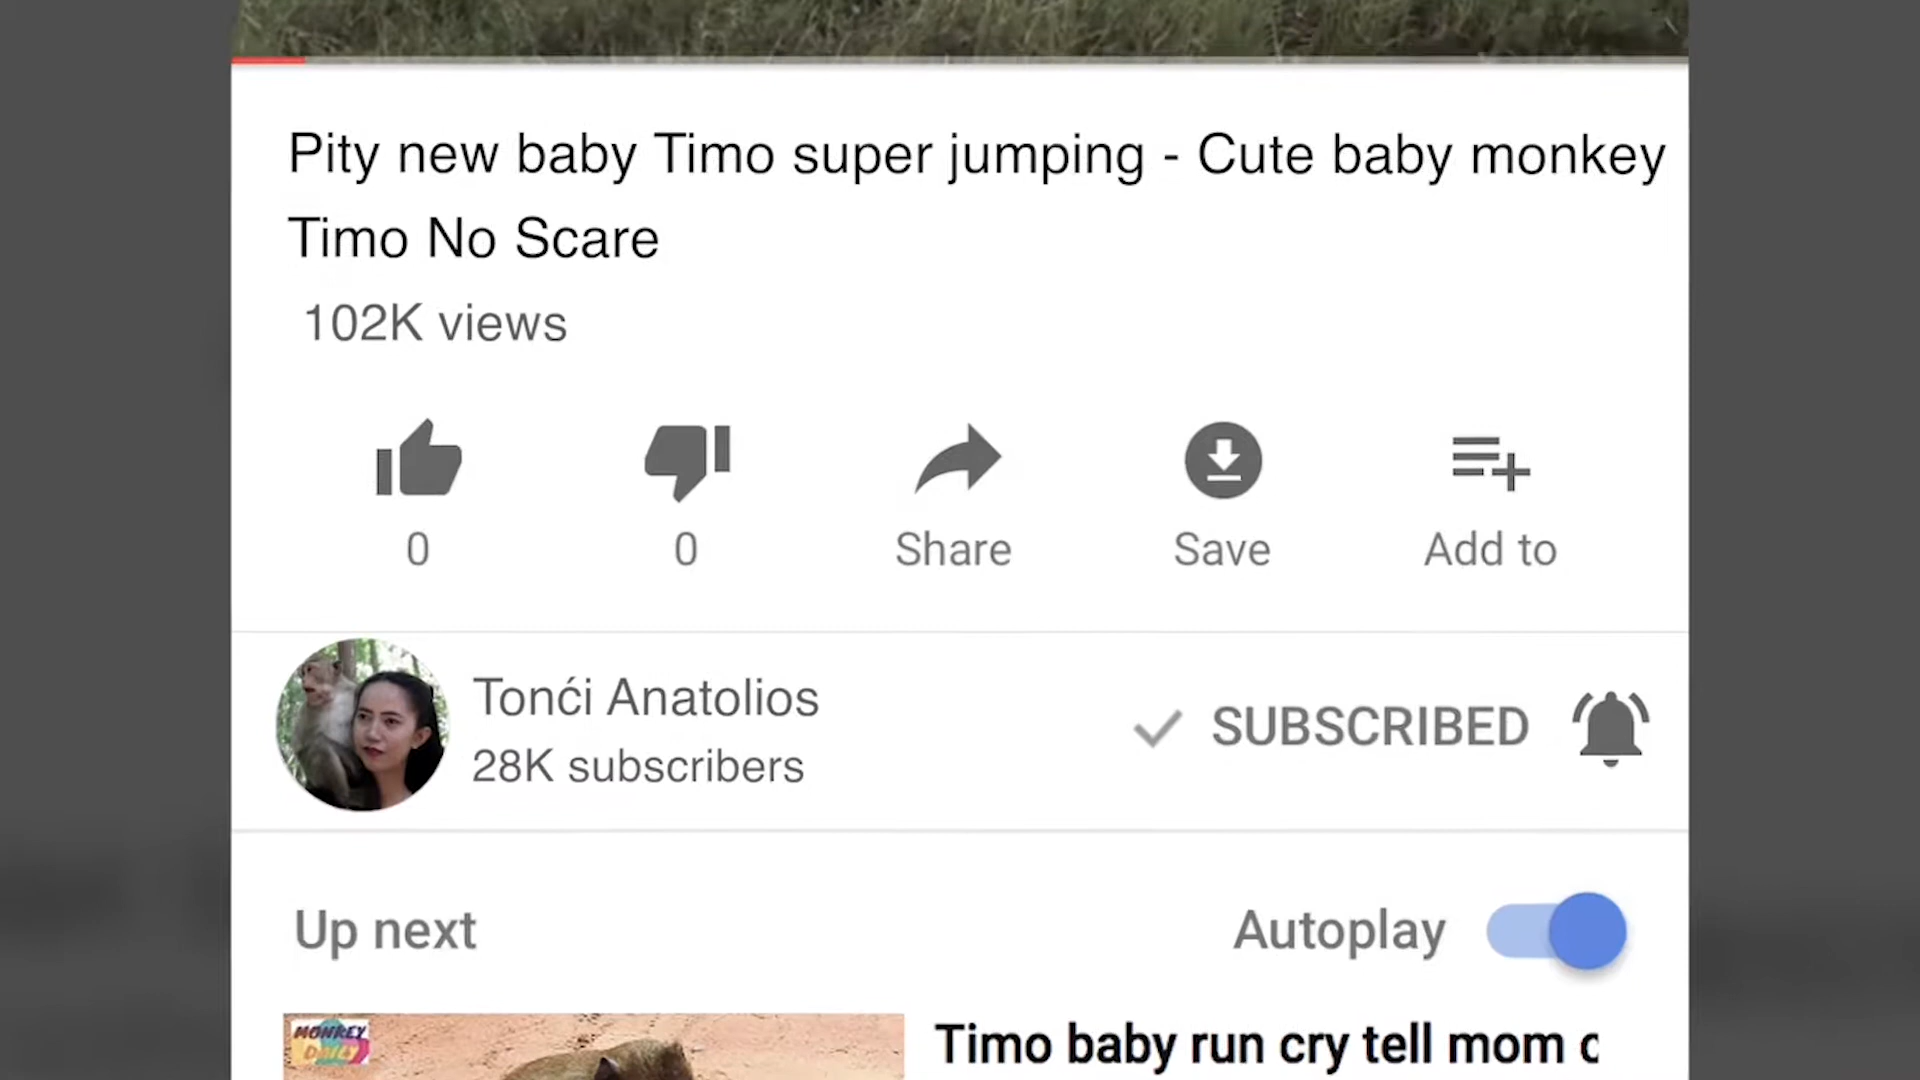 Pity new baby Timo super jumping - Cute baby monkey
Timo No Scare
102K views
0
0
Share
Save
Add to
Tonći Anatolios
28K subscribers
SUBSCRIBED
Up next
Autoplay
MONKEY
DAILY
Timo baby run cry tell mom